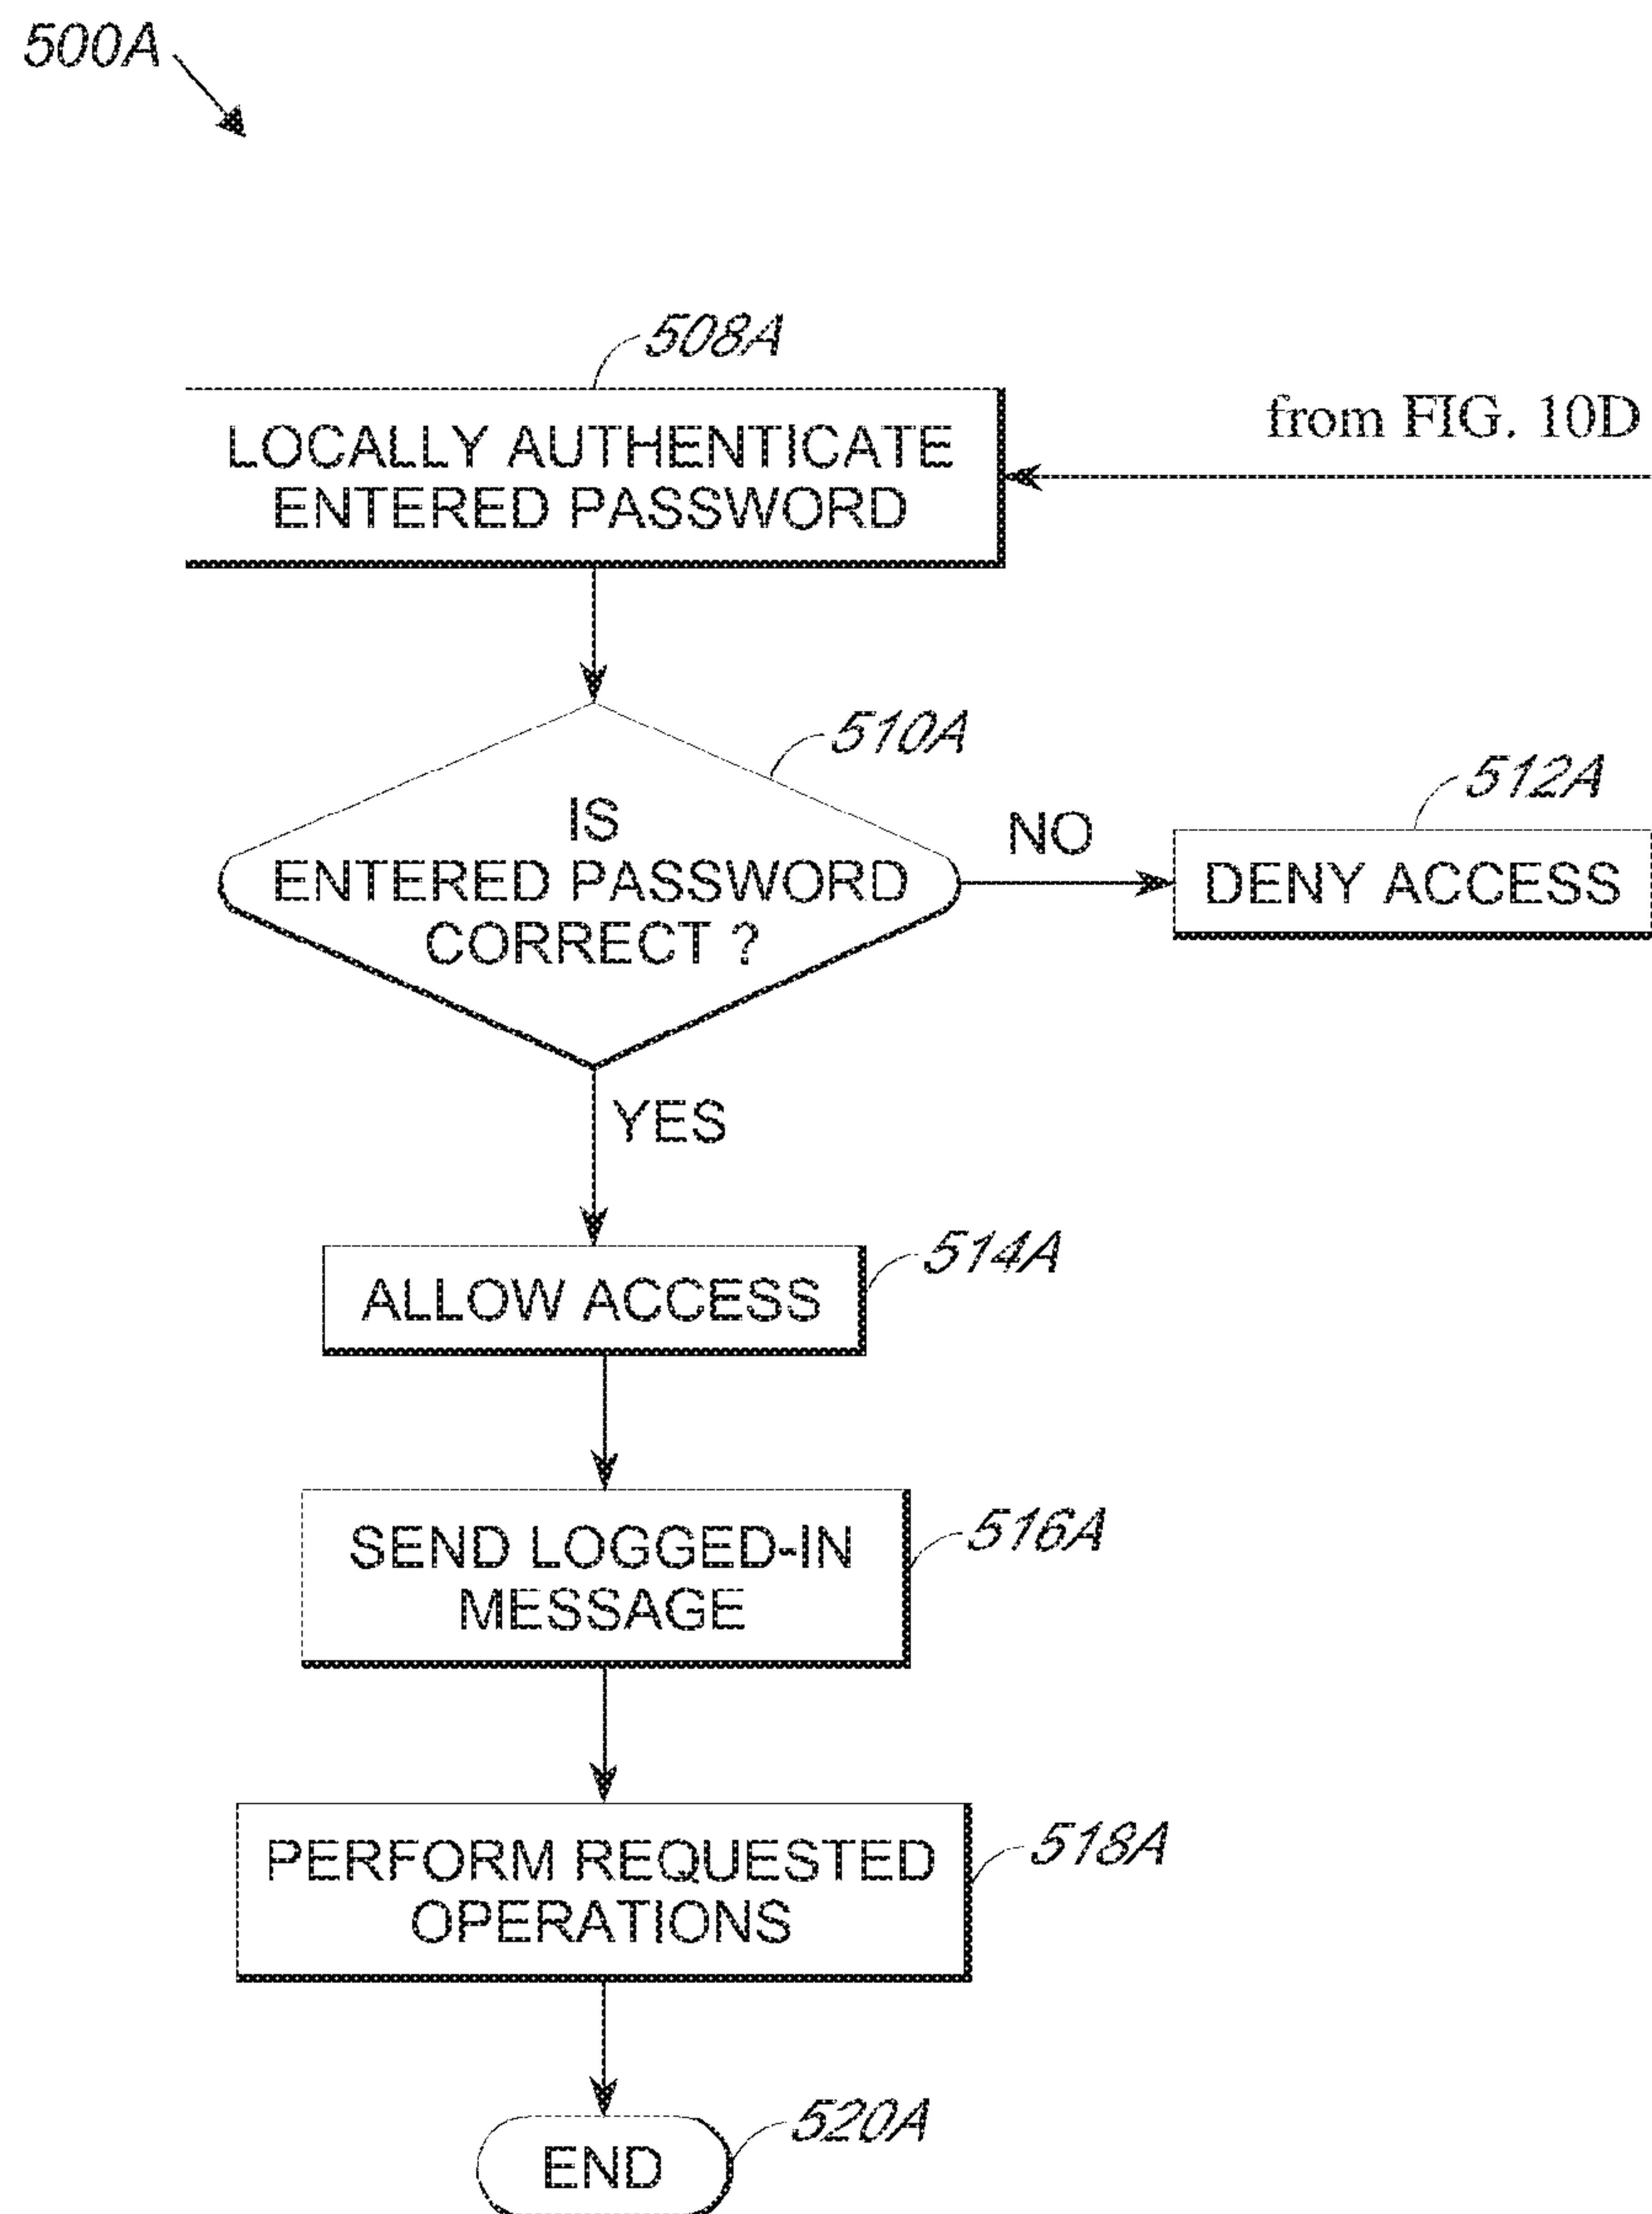 500A
508A
LOCALLY AUTHENTICATE
ENTERED PASSWORD
from FIG. 10D
510A
IS
ENTERED PASSWORD
CORRECT ?
NO
512A
DENY ACCESS
YES
514A
ALLOW ACCESS
516A
SEND LOGGED-IN
MESSAGE
518A
PERFORM REQUESTED
OPERATIONS
520A
END